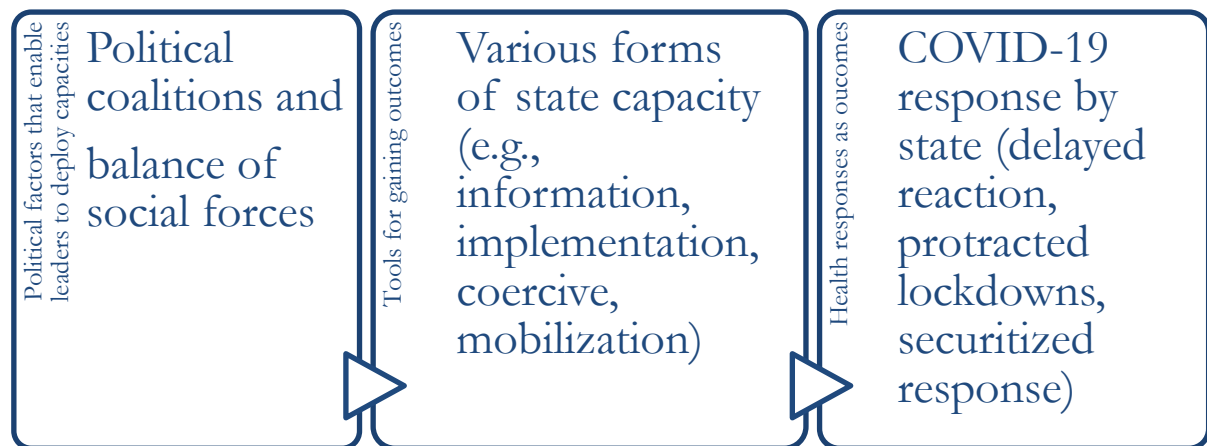 Political factors that enable
leaders to deploy capacities
Political
coalitions and
balance of
social forces
Tools for gaining outcomes
Various forms
of state capacity
(e.g.,
information,
implementation,
coercive,
mobilization)
Health responses as oucomes
COVID-19
response by
state (delayed
reaction,
protracted
lockdowns,
securitized
response)